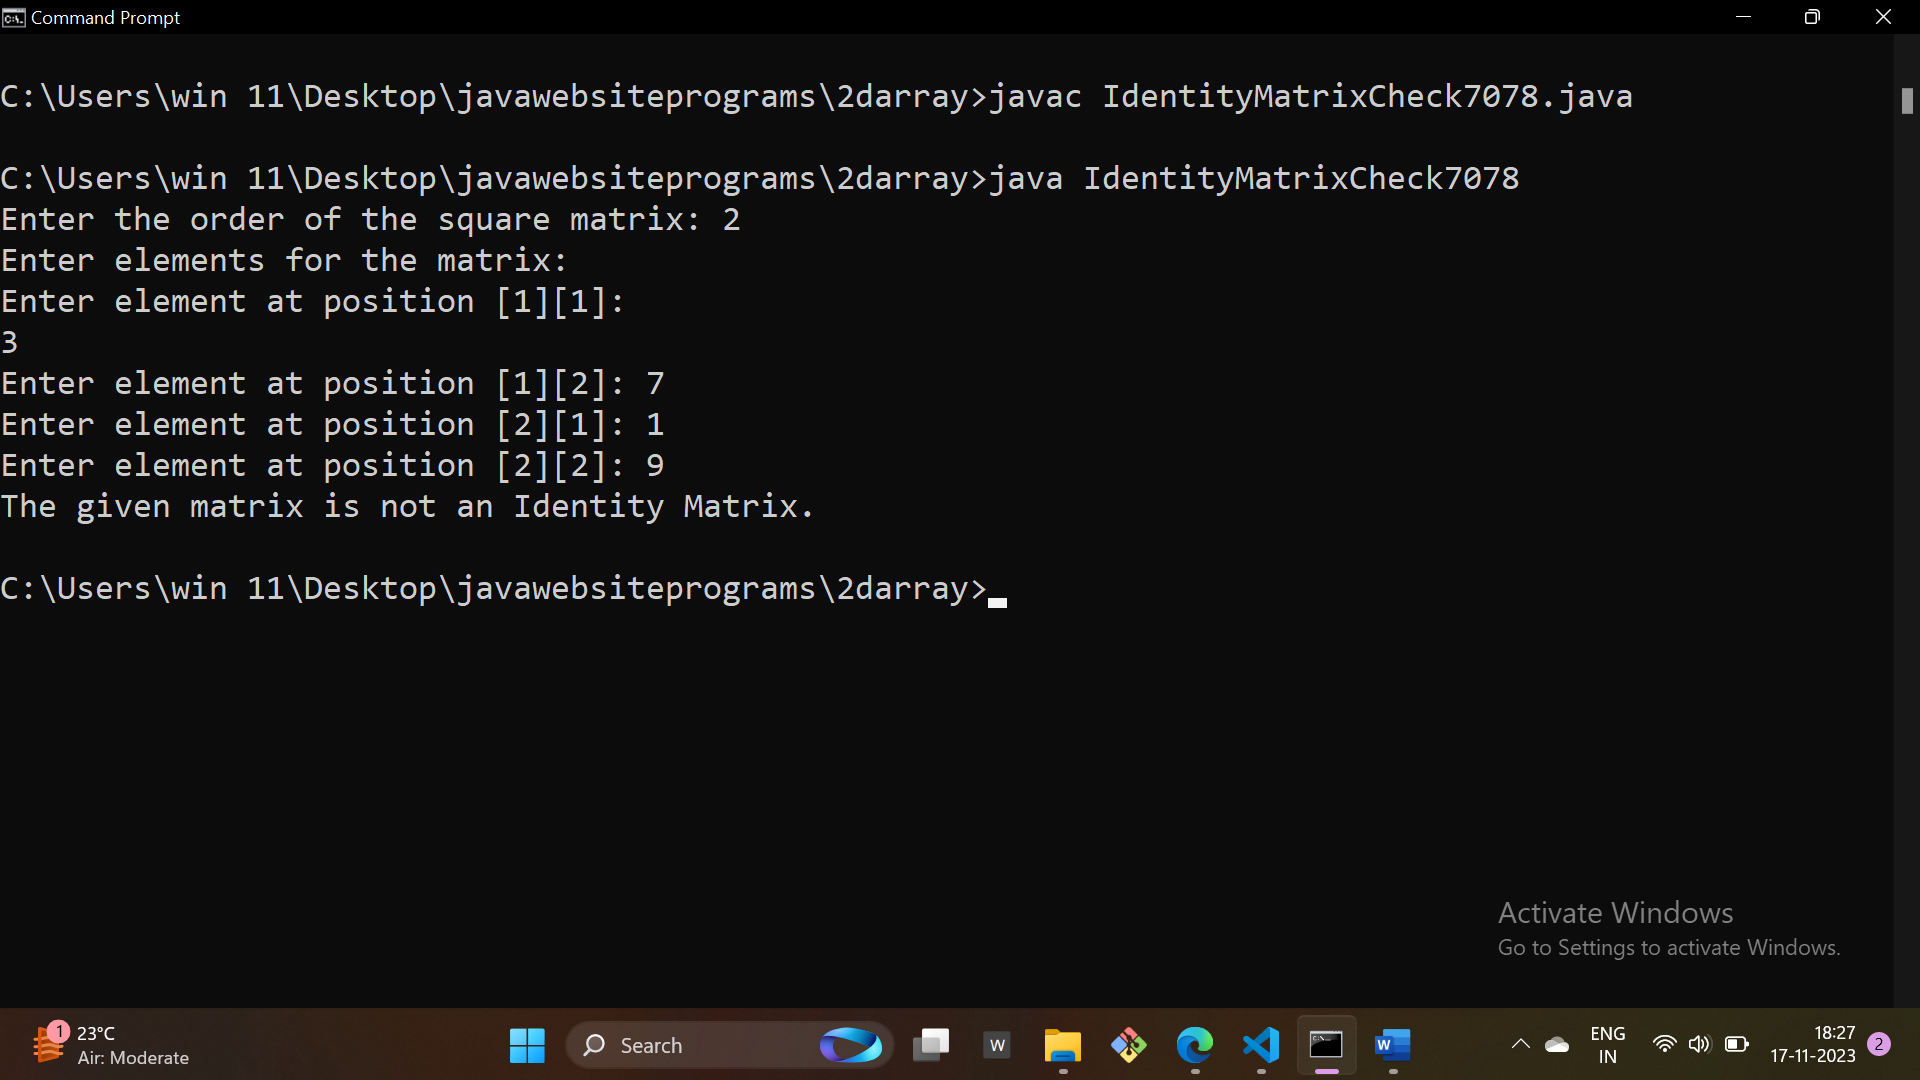 Command Prompt
C:\Users\win 11\Desktop\javawebsiteprograms\2darray>javac IdentityMatrixCheck7078.java
C:\Users\win 11\Desktop\javawebsiteprograms\2darray>java IdentityMatrixCheck7078
Enter the order of the square matrix: 2
Enter elements for the matrix:
Enter element at position [1][1]:
3
Enter element at position [1][2]: 7
Enter element at position [2][1]: 1
Enter element at position [2][2]: 9
The given matrix is not an Identity Matrix.
C:\Users\win 11\Desktop\javawebsiteprograms\2darray>
Activate Windows
Go to Settings to activate Windows.
1
23°C
Air: Moderate
Search
W
W
ENG
IN
18:27
17-11-2023
2